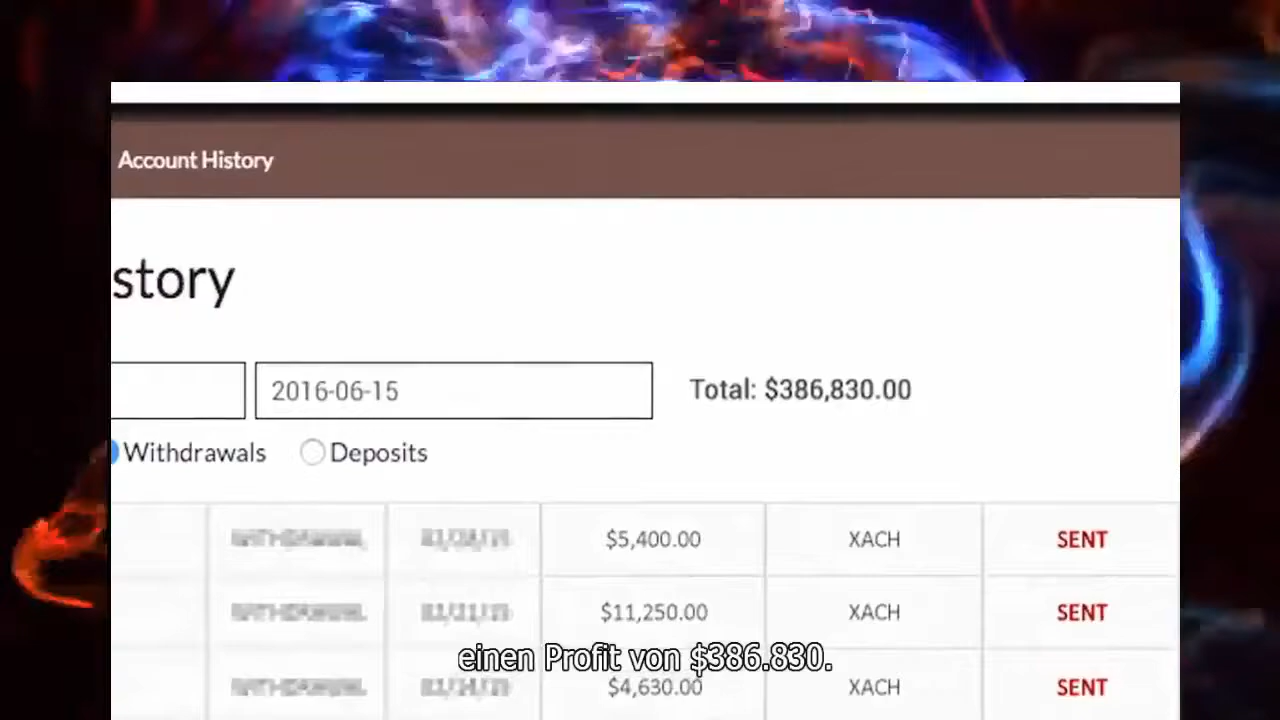 Account History
story
2016-06-15
Total: $386,830.00
Withdrawals Deposits
$5,400.00 XACH SENT
$11,250.00 XACH SENT
einen Profit von $386.830.
$4,630.00 XACH SENT